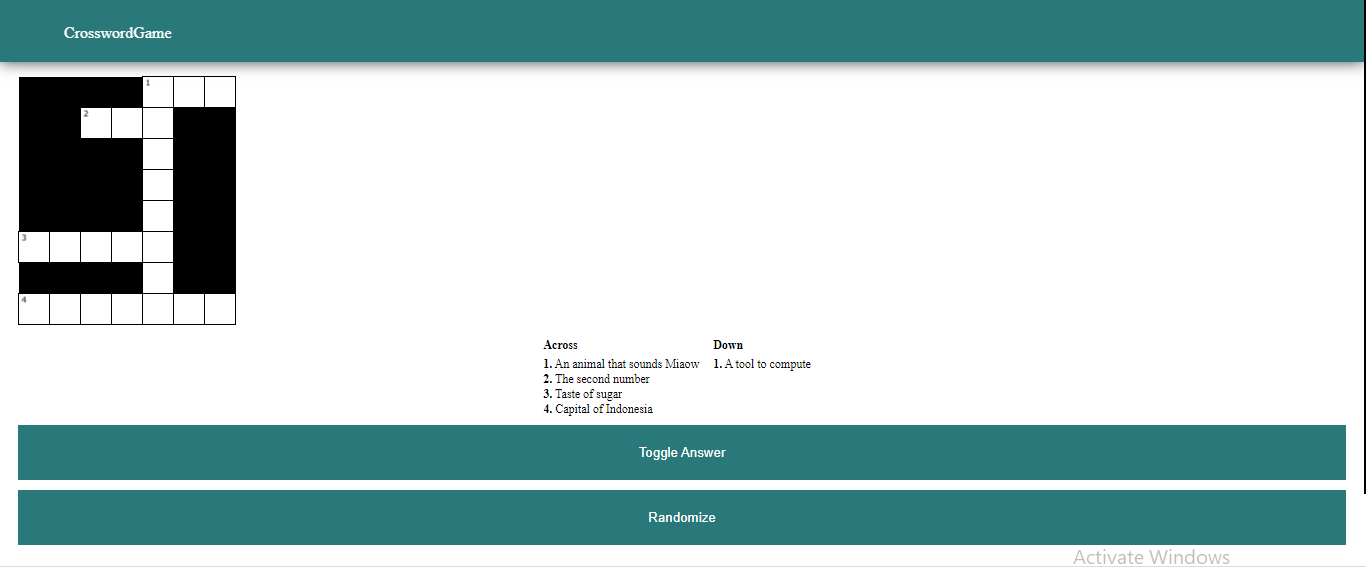 CrosswordGame
1
2
3
4
Across
1. An animal that sounds Miaow
2. The second number
3. Taste of sugar
4. Capital of Indonesia
Down
1. A tool to compute
Toggle Answer
Randomize
Activate Windows